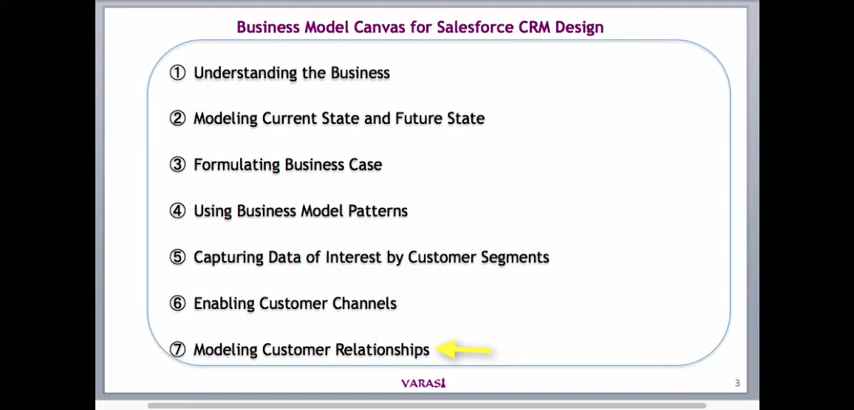 Business Model Canvas for Salesforce CRM Design
① Understanding the Business
② Modeling Current State and Future State
③ Formulating Business Case
④ Using Business Model Patterns
⑤ Capturing Data of Interest by Customer Segments
⑥ Enabling Customer Channels
⑦ Modeling Customer Relationships
VARASI
3